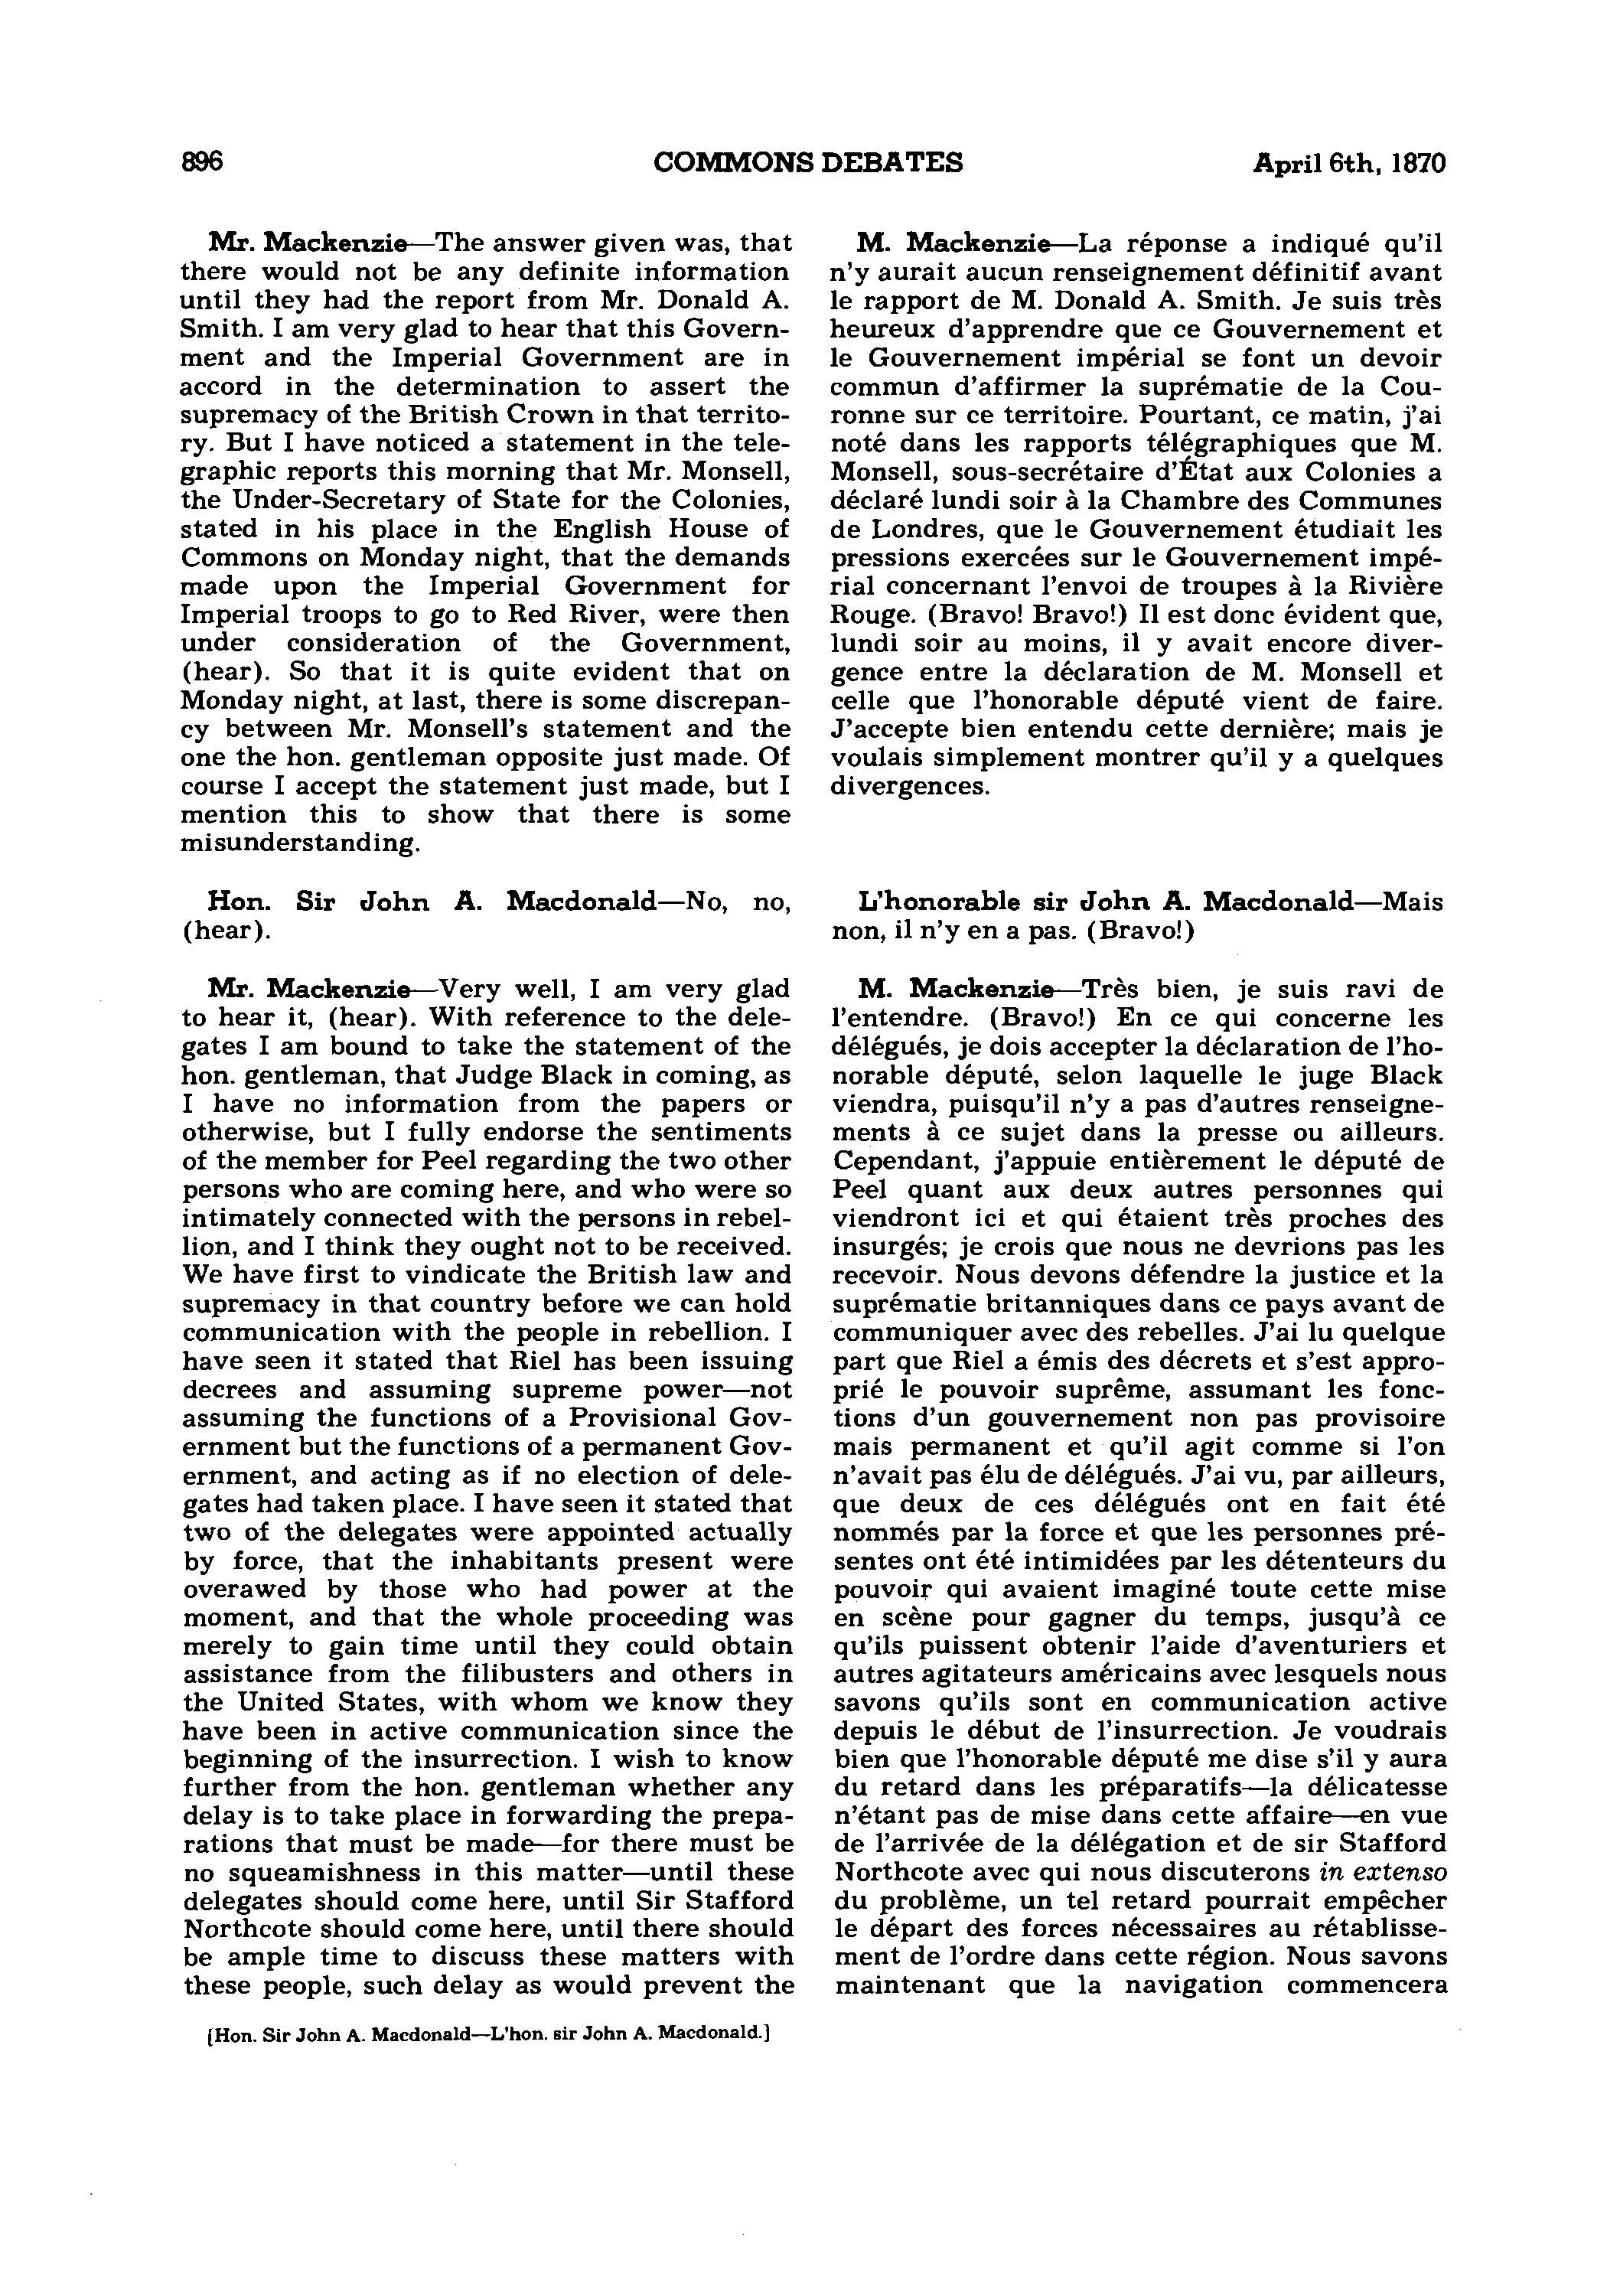 896
COMMONS DEBATES
April 6th, 1870
Mr. Mackenzie—The answer given was, that
there would not be any definite information
until they had the report from Mr. Donald A.
Smith. I am very glad to hear that this Govern-
ment and the Imperial Government are in
accord in the determination to assert the
supremacy of the British Crown in that territo-
ry. But I have noticed a statement in the tele-
graphic reports this morning that Mr. Monsell,
the Under-Secretary of State for the Colonies,
stated in his place in the English House of
Commons on Monday night, that the demands
made upon the Imperial Government for
Imperial troops to go to Red River, were then
under consideration of the Government,
(hear). So that it is quite evident that on
Monday night, at last, there is some discrepan-
cy between Mr. Monsell's statement and the
one the hon. gentleman opposite just made. Of
course I accept the statement just made, but I
mention this to show that there is some
misunderstanding.
Hon. Sir John A. Macdonald—No, no,
(hear).
Mr. Mackenzie—Very well, I am very glad
to hear it, (hear). With reference to the dele-
gates I am bound to take the statement of the
hon. gentleman, that Judge Black in coming, as
I have no information from the papers or
otherwise, but I fully endorse the sentiments
of the member for Peel regarding the two other
persons who are coming here, and who were so
intimately connected with the persons in rebel-
lion, and I think they ought not to be received.
We have first to vindicate the British law and
supremacy in that country before we can hold
communication with the people in rebellion. I
have seen it stated that Riel has been issuing
decrees and assuming supreme power—not
assuming the functions of a Provisional Gov-
ernment but the functions of a permanent Gov-
ernment, and acting as if no election of dele-
gates had taken place. I have seen it stated that
two of the delegates were appointed actually
by force, that the inhabitants present were
overawed by those who had power at the
moment, and that the whole proceeding was
merely to gain time until they could obtain
assistance from the filibusters and others in
the United States, with whom we know they
have been in active communication since the
beginning of the insurrection. I wish to know
further from the hon. gentleman whether any
delay is to take place in forwarding the prepa-
rations that must be made—for there must be
no squeamishness in this matter—until these
delegates should come here, until Sir Stafford
Northcote should come here, until there should
be ample time to discuss these matters with
these people, such delay as would prevent the
M. Mackenzie—La réponse a indiqué qu'il
n'y aurait aucun renseignement définitif avant
le rapport de M. Donald A. Smith. Je suis très
heureux d'apprendre que ce Gouvernement et
le Gouvernement impérial se font un devoir
commun d'affirmer la suprématie de la Cou-
ronne sur ce territoire. Pourtant, ce matin, j'ai
noté dans les rapports télégraphiques que M.
Monsell, sous-secrétaire d'État aux Colonies a
déclaré lundi soir à la Chambre des Communes
de Londres, que le Gouvernement étudiait les
pressions exercées sur le Gouvernement impé-
rial concernant l'envoi de troupes à la Rivière
Rouge. (Bravo! Bravo!) Il est donc évident que,
lundi soir au moins, il y avait encore diver-
gence entre la déclaration de M. Monsell et
celle que l'honorable député vient de faire.
J'accepte bien entendu cette dernière; mais je
voulais simplement montrer qu'il y a quelques
divergences.
L'honorable sir John A. Macdonald—Mais
non, il n'y en a pas. (Bravo!)
M. Mackenzie—Très bien, je suis ravi de
l'entendre. (Bravo!) En ce qui concerne les
délégués, je dois accepter la déclaration de l'ho-
norable député, selon laquelle le juge Black
viendra, puisqu'il n'y a pas d'autres renseigne-
ments à ce sujet dans la presse ou ailleurs.
Cependant, j'appuie entièrement le député de
Peel quant aux deux autres personnes qui
viendront ici et qui étaient très proches des
insurgés; je crois que nous ne devrions pas les
recevoir. Nous devons défendre la justice et la
suprématie britanniques dans ce pays avant de
communiquer avec des rebelles. J'ai lu quelque
part que Riel a émis des décrets et s'est appro-
prié le pouvoir suprême, assumant les fonc-
tions d'un gouvernement non pas provisoire
mais permanent et qu'il agit comme si l'on
n'avait pas élu de délégués. J'ai vu, par ailleurs,
que deux de ces délégués ont en fait été
nommés par la force et que les personnes pré-
sentes ont été intimidées par les détenteurs du
pouvoir qui avaient imaginé toute cette mise
en scène pour gagner du temps, jusqu'à ce
qu'ils puissent obtenir l'aide d'aventuriers et
autres agitateurs américains avec lesquels nous
savons qu'ils sont en communication active
depuis le début de l'insurrection. Je voudrais
bien que l'honorable député me dise s'il y aura
du retard dans les préparatifs—la délicatesse
n'étant pas de mise dans cette affaire—en vue
de l'arrivée de la délégation et de sir Stafford
Northcote avec qui nous discuterons in extenso
du problème, un tel retard pourrait empêcher
le départ des forces nécessaires au rétablisse-
ment de l'ordre dans cette région. Nous savons
maintenant que la navigation commencera
[Hon. Sir John A. Macdonald—L'hon. sir John A. Macdonald.]